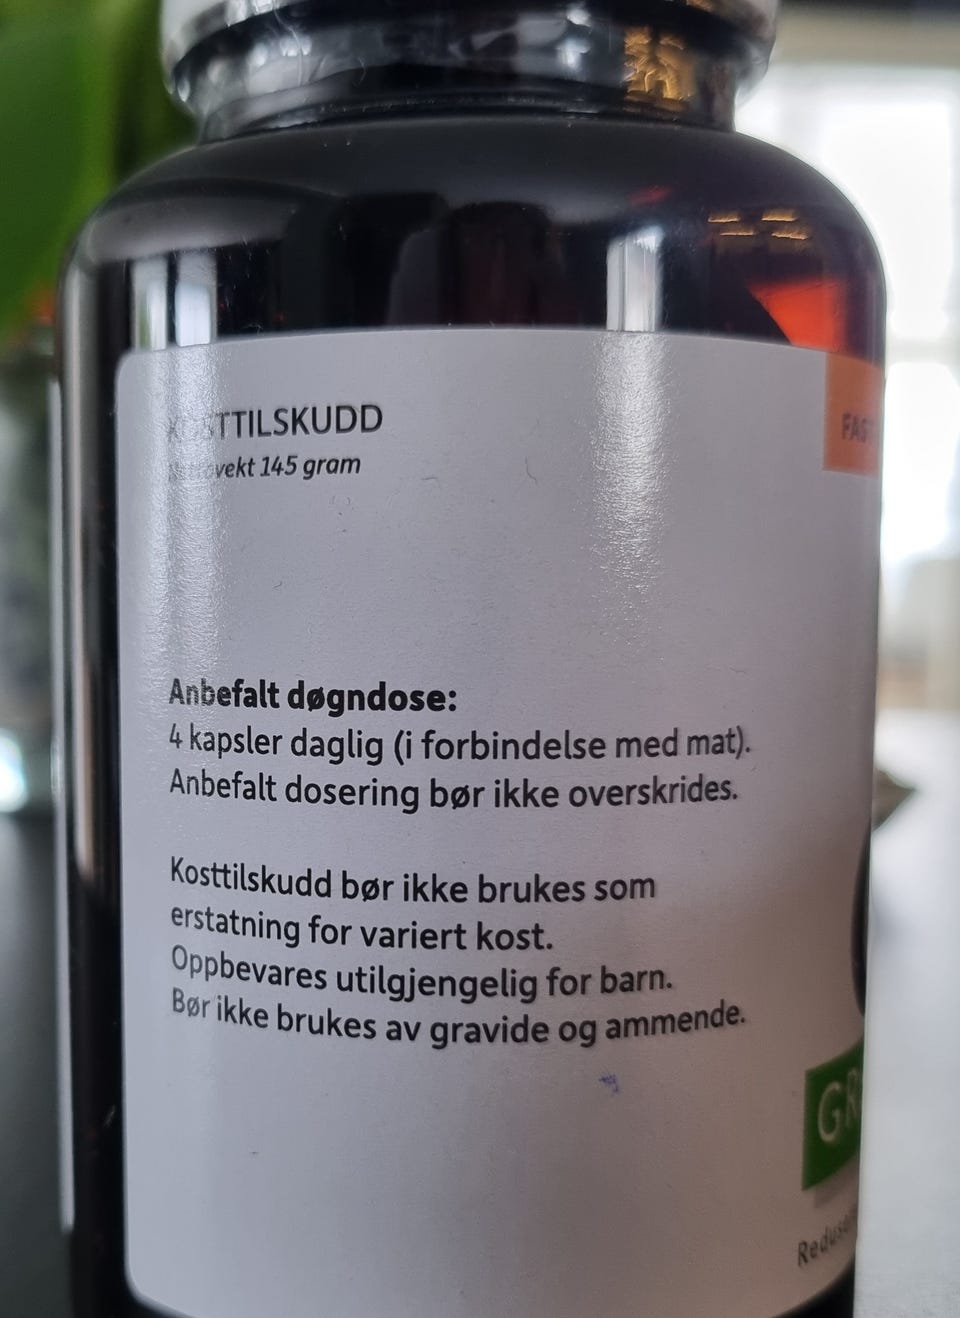 KOSTTILSKUDD
Nettovekt 145 gram
Anbefalt døgndose:
4 kapsler daglig (i forbindelse med mat).
Anbefalt dosering bør ikke overskrides.
Kosttilskudd bør ikke brukes som
erstatning for variert kost.
Oppbevares utilgjengelig for barn.
Bør ikke brukes av gravide og ammende.